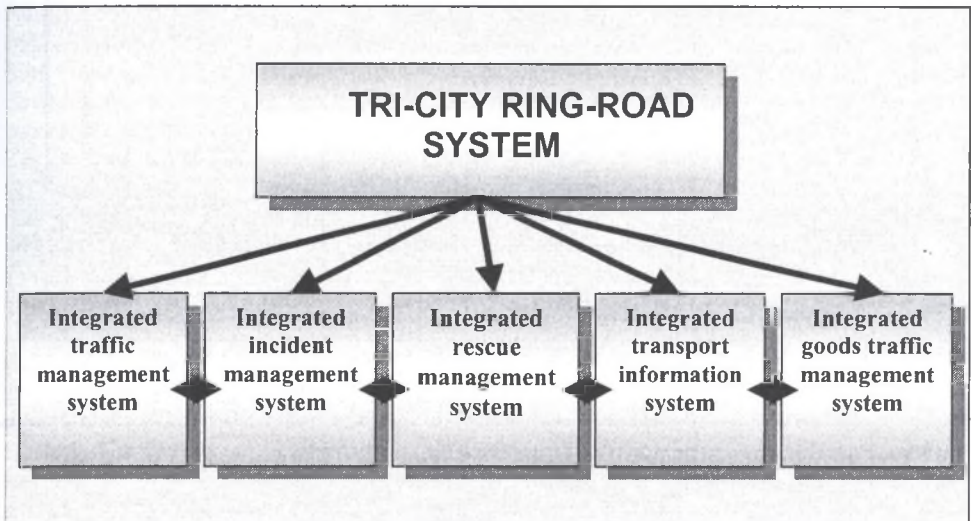 TRI-CITY RING-ROAD
SYSTEM
Integrated
traffic
management
system
Integrated
incident
management
system
Integrated
rescue
management
system
Integrated
transport
information
system
Integrated
goods traffic
management
system